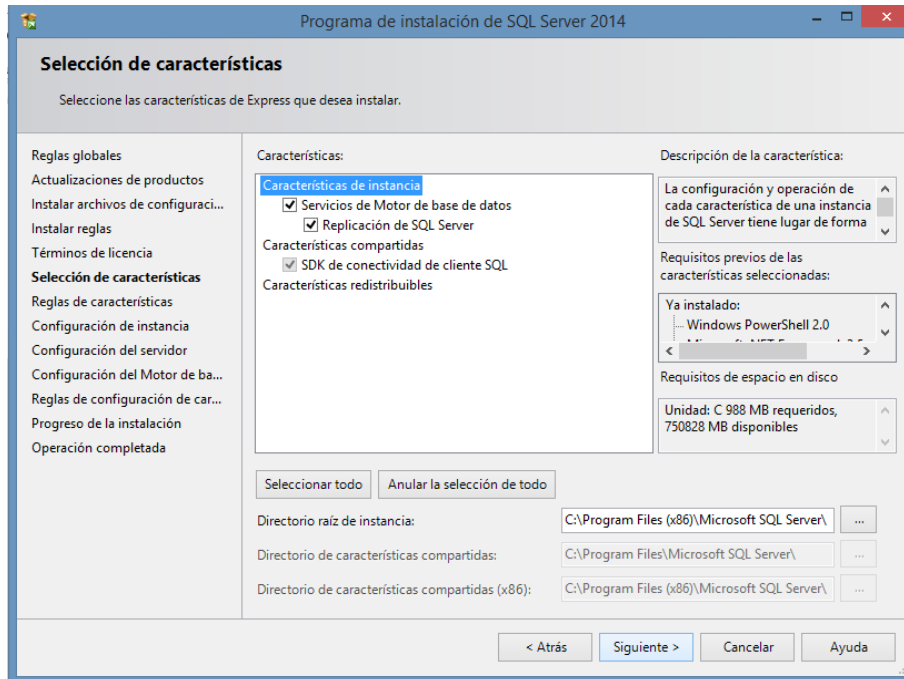 Programa de instalación de SQL Server 2014
Selección de características
Seleccione las características de Express que desea instalar.
Reglas globales
Actualizaciones de productos
Instalar archivos de configuraci...
Instalar reglas
Términos de licencia
Selección de características
Reglas de características
Configuración de instancia
Configuración del servidor
Configuración del Motor de ba...
Reglas de configuración de car...
Progreso de la instalación
Operación completada
Características:
Características de instancia
Servicios de Motor de base de datos
Replicación de SQL Server
Características compartidas
SDK de conectividad de cliente SQL
Características redistribuibles
Descripción de la característica:
La configuración y operación de
cada característica de una instancia
de SQL Server tiene lugar de forma
Requisitos previos de las
características seleccionadas:
Ya instalado:
Windows PowerShell 2.0
Requisitos de espacio en disco
Unidad: C 988 MB requeridos,
750828 MB disponibles
Seleccionar todo
Anular la selección de todo
Directorio raíz de instancia:
C:\Program Files (x86)\Microsoft SQL Server\
...
Directorio de características compartidas:
C:\Program Files\Microsoft SQL Server\
...
Directorio de características compartidas (x86):
C:\Program Files (x86)\Microsoft SQL Server\
...
< Atrás
Siguiente >
Cancelar
Ayuda